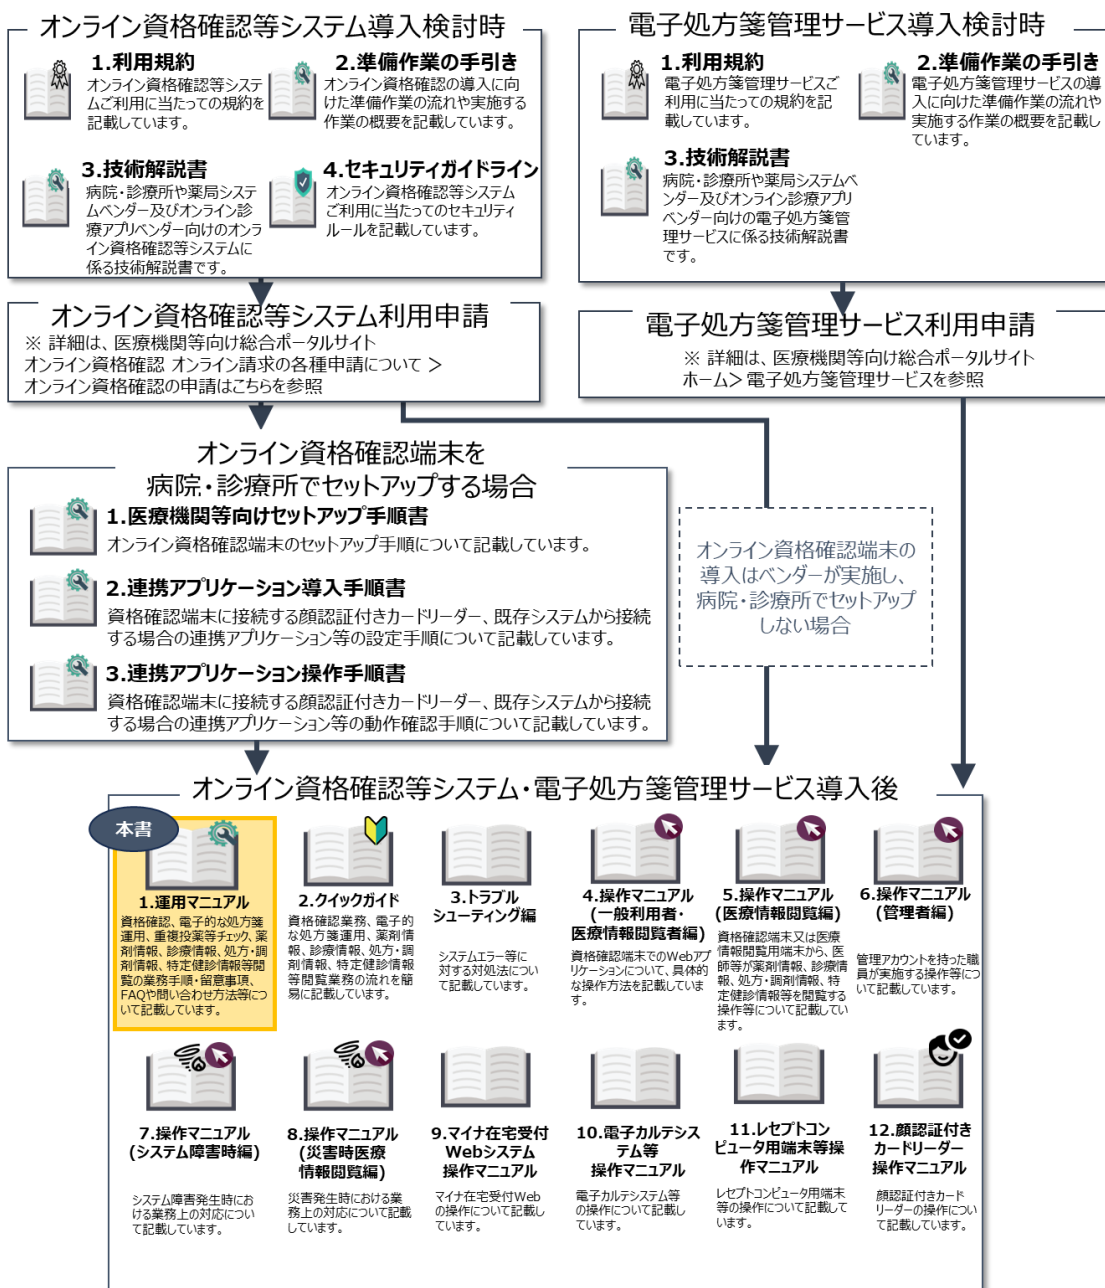 オンライン資格確認等システム導入検討時
1.利用規約
オンライン資格確認等システ
ムご利用に当たっての規約を
記載しています。
2.準備作業の手引き
オンライン資格確認の導入に向
けた準備作業の流れや実施する
作業の概要を記載しています。
3.技術解説書
病院・診療所や薬局システ
ムベンダー及びオンライン診
療アプリベンダー向けのオンラ
イン資格確認等システムに
係る技術解説書です。
4.セキュリティガイドライン
オンライン資格確認等システム
ご利用に当たってのセキュリティ
ルールを記載しています。
電子処方箋管理サービス導入検討時
1.利用規約
電子処方箋管理サービスご
利用に当たっての規約を記
載しています。
2.準備作業の手引き
電子処方箋管理サービスの導
入に向けた準備作業の流れや
実施する作業の概要を記載し
ています。
3.技術解説書
病院・診療所や薬局システムベ
ンダー及びオンライン診療アプリ
ベンダー向けの電子処方箋管
理サービスに係る技術解説書
です。
オンライン資格確認等システム利用申請
※ 詳細は、医療機関等向け総合ポータルサイト
オンライン資格確認 オンライン請求の各種申請について >
オンライン資格確認の申請はこちらを参照
電子処方箋管理サービス利用申請
※ 詳細は、医療機関等向け総合ポータルサイト
ホーム> 電子処方箋管理サービスを参照
オンライン資格確認端末を
病院・診療所でセットアップする場合
1.医療機関等向けセットアップ手順書
オンライン資格確認端末のセットアップ手順について記載しています。
2.連携アプリケーション導入手順書
資格確認端末に接続する顔認証付きカードリーダー、既存システムから接続
する場合の連携アプリケーション等の設定手順について記載しています。
3.連携アプリケーション操作手順書
資格確認端末に接続する顔認証付きカードリーダー、既存システムから接続
する場合の連携アプリケーション等の動作確認手順について記載しています。
オンライン資格確認端末の
導入はベンダーが実施し、
病院・診療所でセットアップ
しない場合
オンライン資格確認等システム・電子処方箋管理サービス導入後
本書
1.運用マニュアル
資格確認、電子的な処方箋
運用、重複投薬等チェック、薬
剤情報、診療情報、処方・調
剤情報、特定健診情報等閲
覧の業務手順・留意事項、
FAQや問い合わせ方法等につ
いて記載しています。
2.クイックガイド
資格確認業務、電子的
な処方箋運用、薬剤情
報、診療情報、処方・調
剤情報、特定健診情報
等閲覧業務の流れを簡
易に記載しています。
3.トラブル
シューティング編
システムエラー等に
対する対処法につい
て記載しています。
4.操作マニュアル
(一般利用者・
医療情報閲覧者編)
資格確認端末でのWebアプ
リケーションについて、具体的
な操作方法を記載していま
す。
5.操作マニュアル
(医療情報閲覧編)
資格確認端末又は医療
情報閲覧用端末から、医
師等が薬剤情報、診療情
報、処方・調剤情報、特
定健診情報等を閲覧する
操作等について記載してい
ます。
6.操作マニュアル
(管理者編)
管理アカウントを持った職
員が実施する操作等につ
いて記載しています。
7.操作マニュアル
(システム障害時編)
システム障害発生時にお
ける業務上の対応につい
て記載しています。
8.操作マニュアル
(災害時医療
情報閲覧編)
災害発生時における業
務上の対応について記載
しています。
9.マイナ在宅受付
Webシステム
操作マニュアル
マイナ在宅受付Web
の操作について記載し
ています。
10.電子カルテシス
テム等
操作マニュアル
電子カルテシステム等
の操作について記載し
ています。
11.レセプトコン
ピュータ用端末等操
作マニュアル
レセプトコンピュータ用端末
等の操作について記載して
います。
12.顔認証付き
カードリーダー
操作マニュアル
顔認証付きカード
リーダーの操作につい
て記載しています。